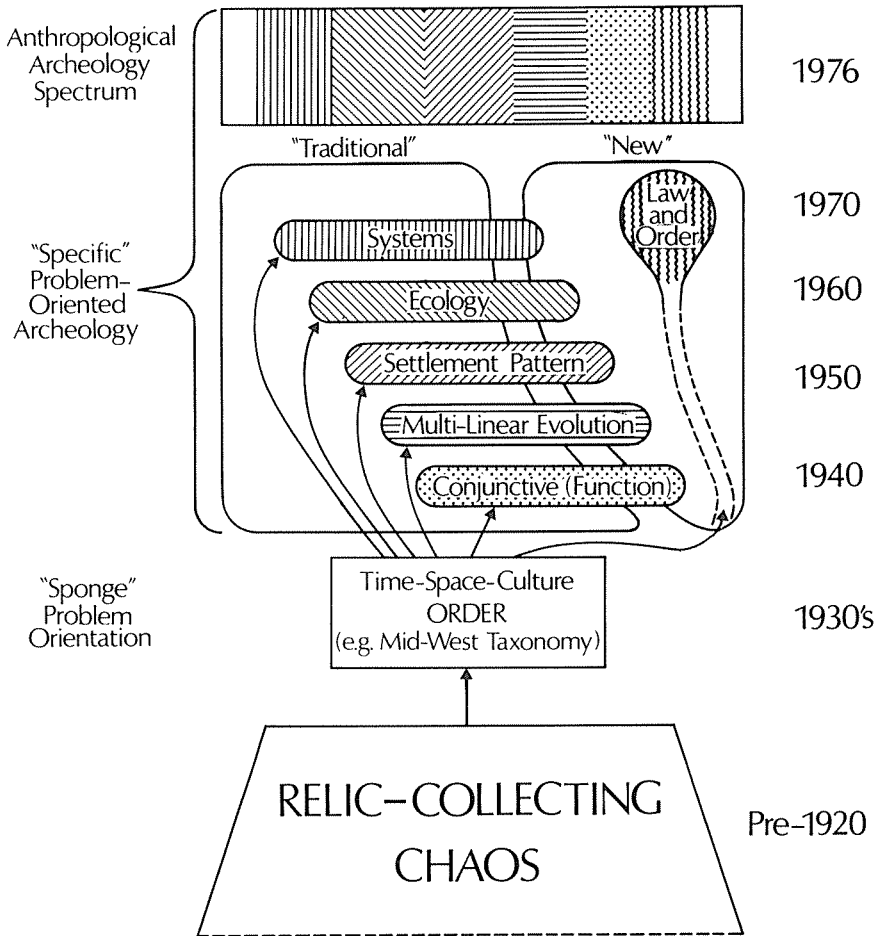 Anthropological
Archeology
Spectrum
1976
"Traditional"
"New"
1970
Law
and
Order
Systems
"Specific"
Problem-
Oriented
Archeology
1960
Ecology
Settlement Pattern
1950
Multi-Linear Evolution
1940
Conjunctive (Function)
"Sponge"
Problem
Orientation
Time-Space-Culture
ORDER
(e.g. Mid-West Taxonomy)
1930's
RELIC-COLLECTING
CHAOS
Pre-1920